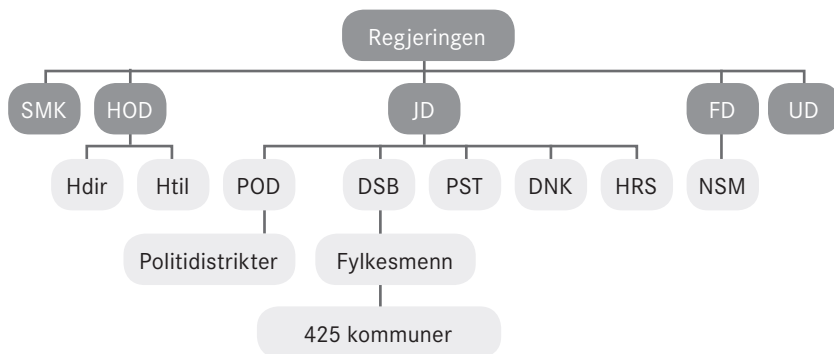 Regjeringen
SMK HOD JD FD UD
Hdir Htil POD DSB PST DNK HRS NSM
Politidistrikter Fylkesmenn
425 kommuner